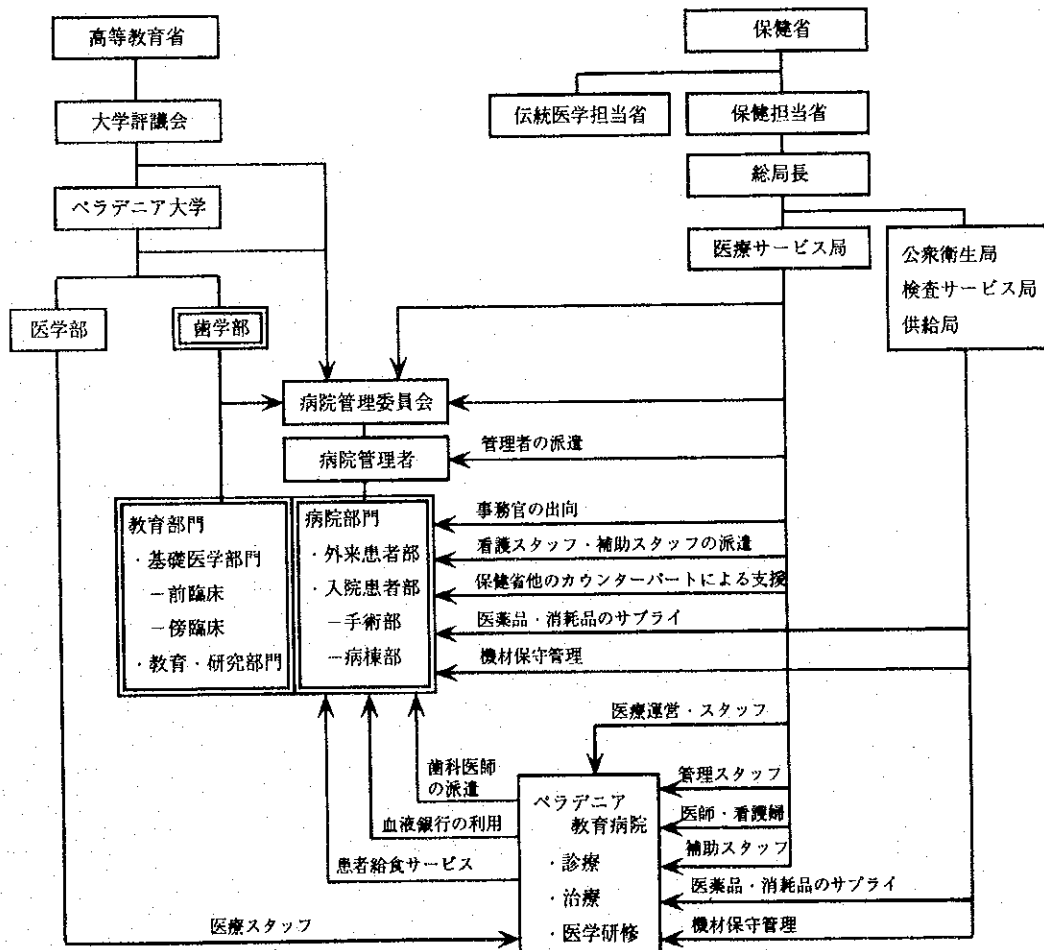 高等教育省
保健省
大学評議会
伝統医学担当省
保健担当省
総局長
ペラデニア大学
医療サービス局
公衆衛生局
検査サービス局
供給局
医学部
歯学部
病院管理委員会
病院管理者
管理者の派遣
教育部門
・基礎医学部門
－前臨床
－傍臨床
・教育・研究部門
病院部門
・外来患者部
・入院患者部
－手術部
－病棟部
事務官の出向
看護スタッフ・補助スタッフの派遣
保健省他のカウンターパートによる支援
医薬品・消耗品のサプライ
機材保守管理
医療運営・スタッフ
歯科医師
の派遣
血液銀行の利用
患者給食サービス
医療スタッフ
ペラデニア
教育病院
・診療
・治療
・医学研修
管理スタッフ
医師・看護婦
補助スタッフ
医薬品・消耗品のサプライ
機材保守管理